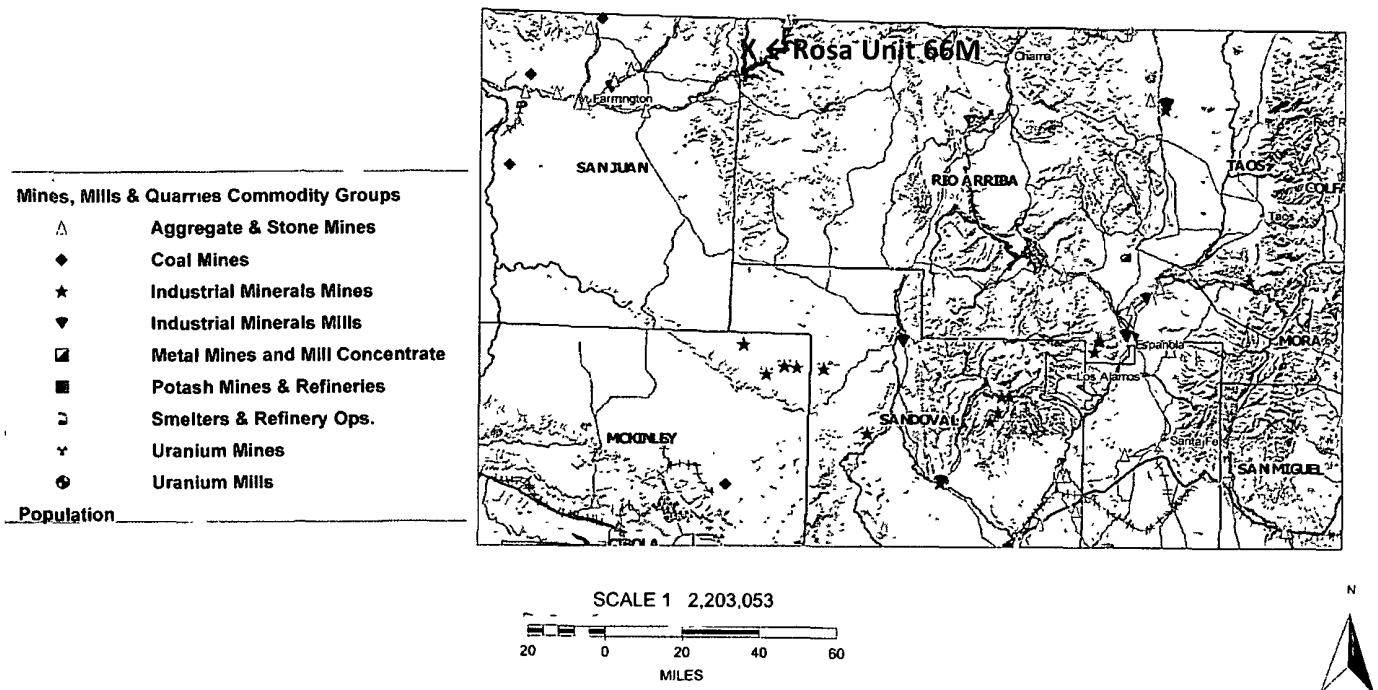 Mines, Mills & Quarries Commodity Groups
Aggregate & Stone Mines
Coal Mines
Industrial Minerals Mines
Industrial Minerals Mills
Metal Mines and Mill Concentrate
Potash Mines & Refineries
Smelters & Refinery Ops.
Uranium Mines
Uranium Mills
Population
X ← Rosa Unit 66M
Chama
Farmington
Red R
SAN JUAN
TAOS
RIO ARRIBA
COLFA
Taos
MORA
Espanola
Los Alamos
SANDOVAL
MCKINLEY
Santa Fe
SAN MIGUEL
CIBOLA
SCALE 1 2,203,053
20 0 20 40 60
MILES
N